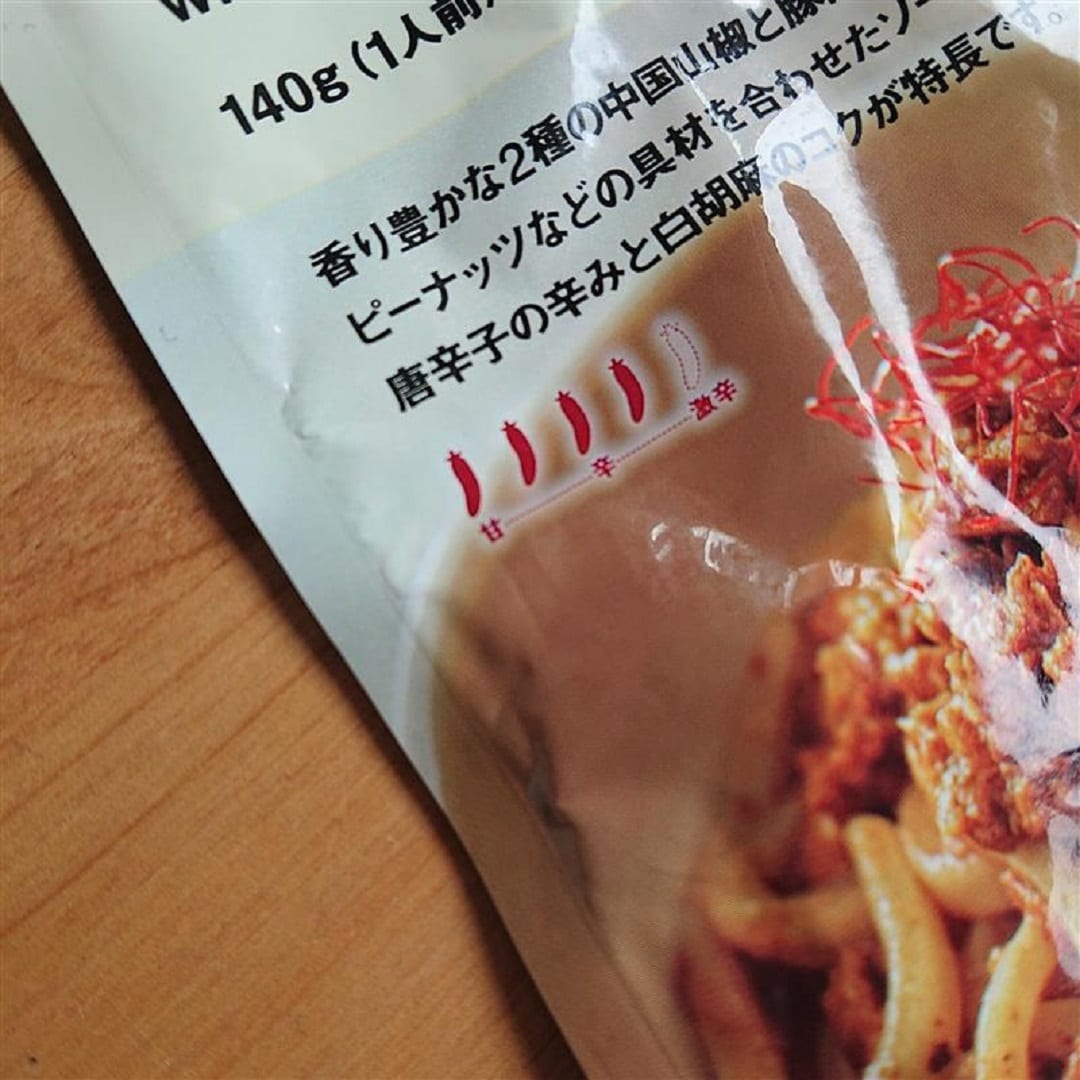 140g（1人前
香り豊かな2種の中国山椒と豚
ピーナッツなどの具材を合わせたソー
唐辛子の辛みと白胡麻のコクが特長です。
甘 辛 激辛